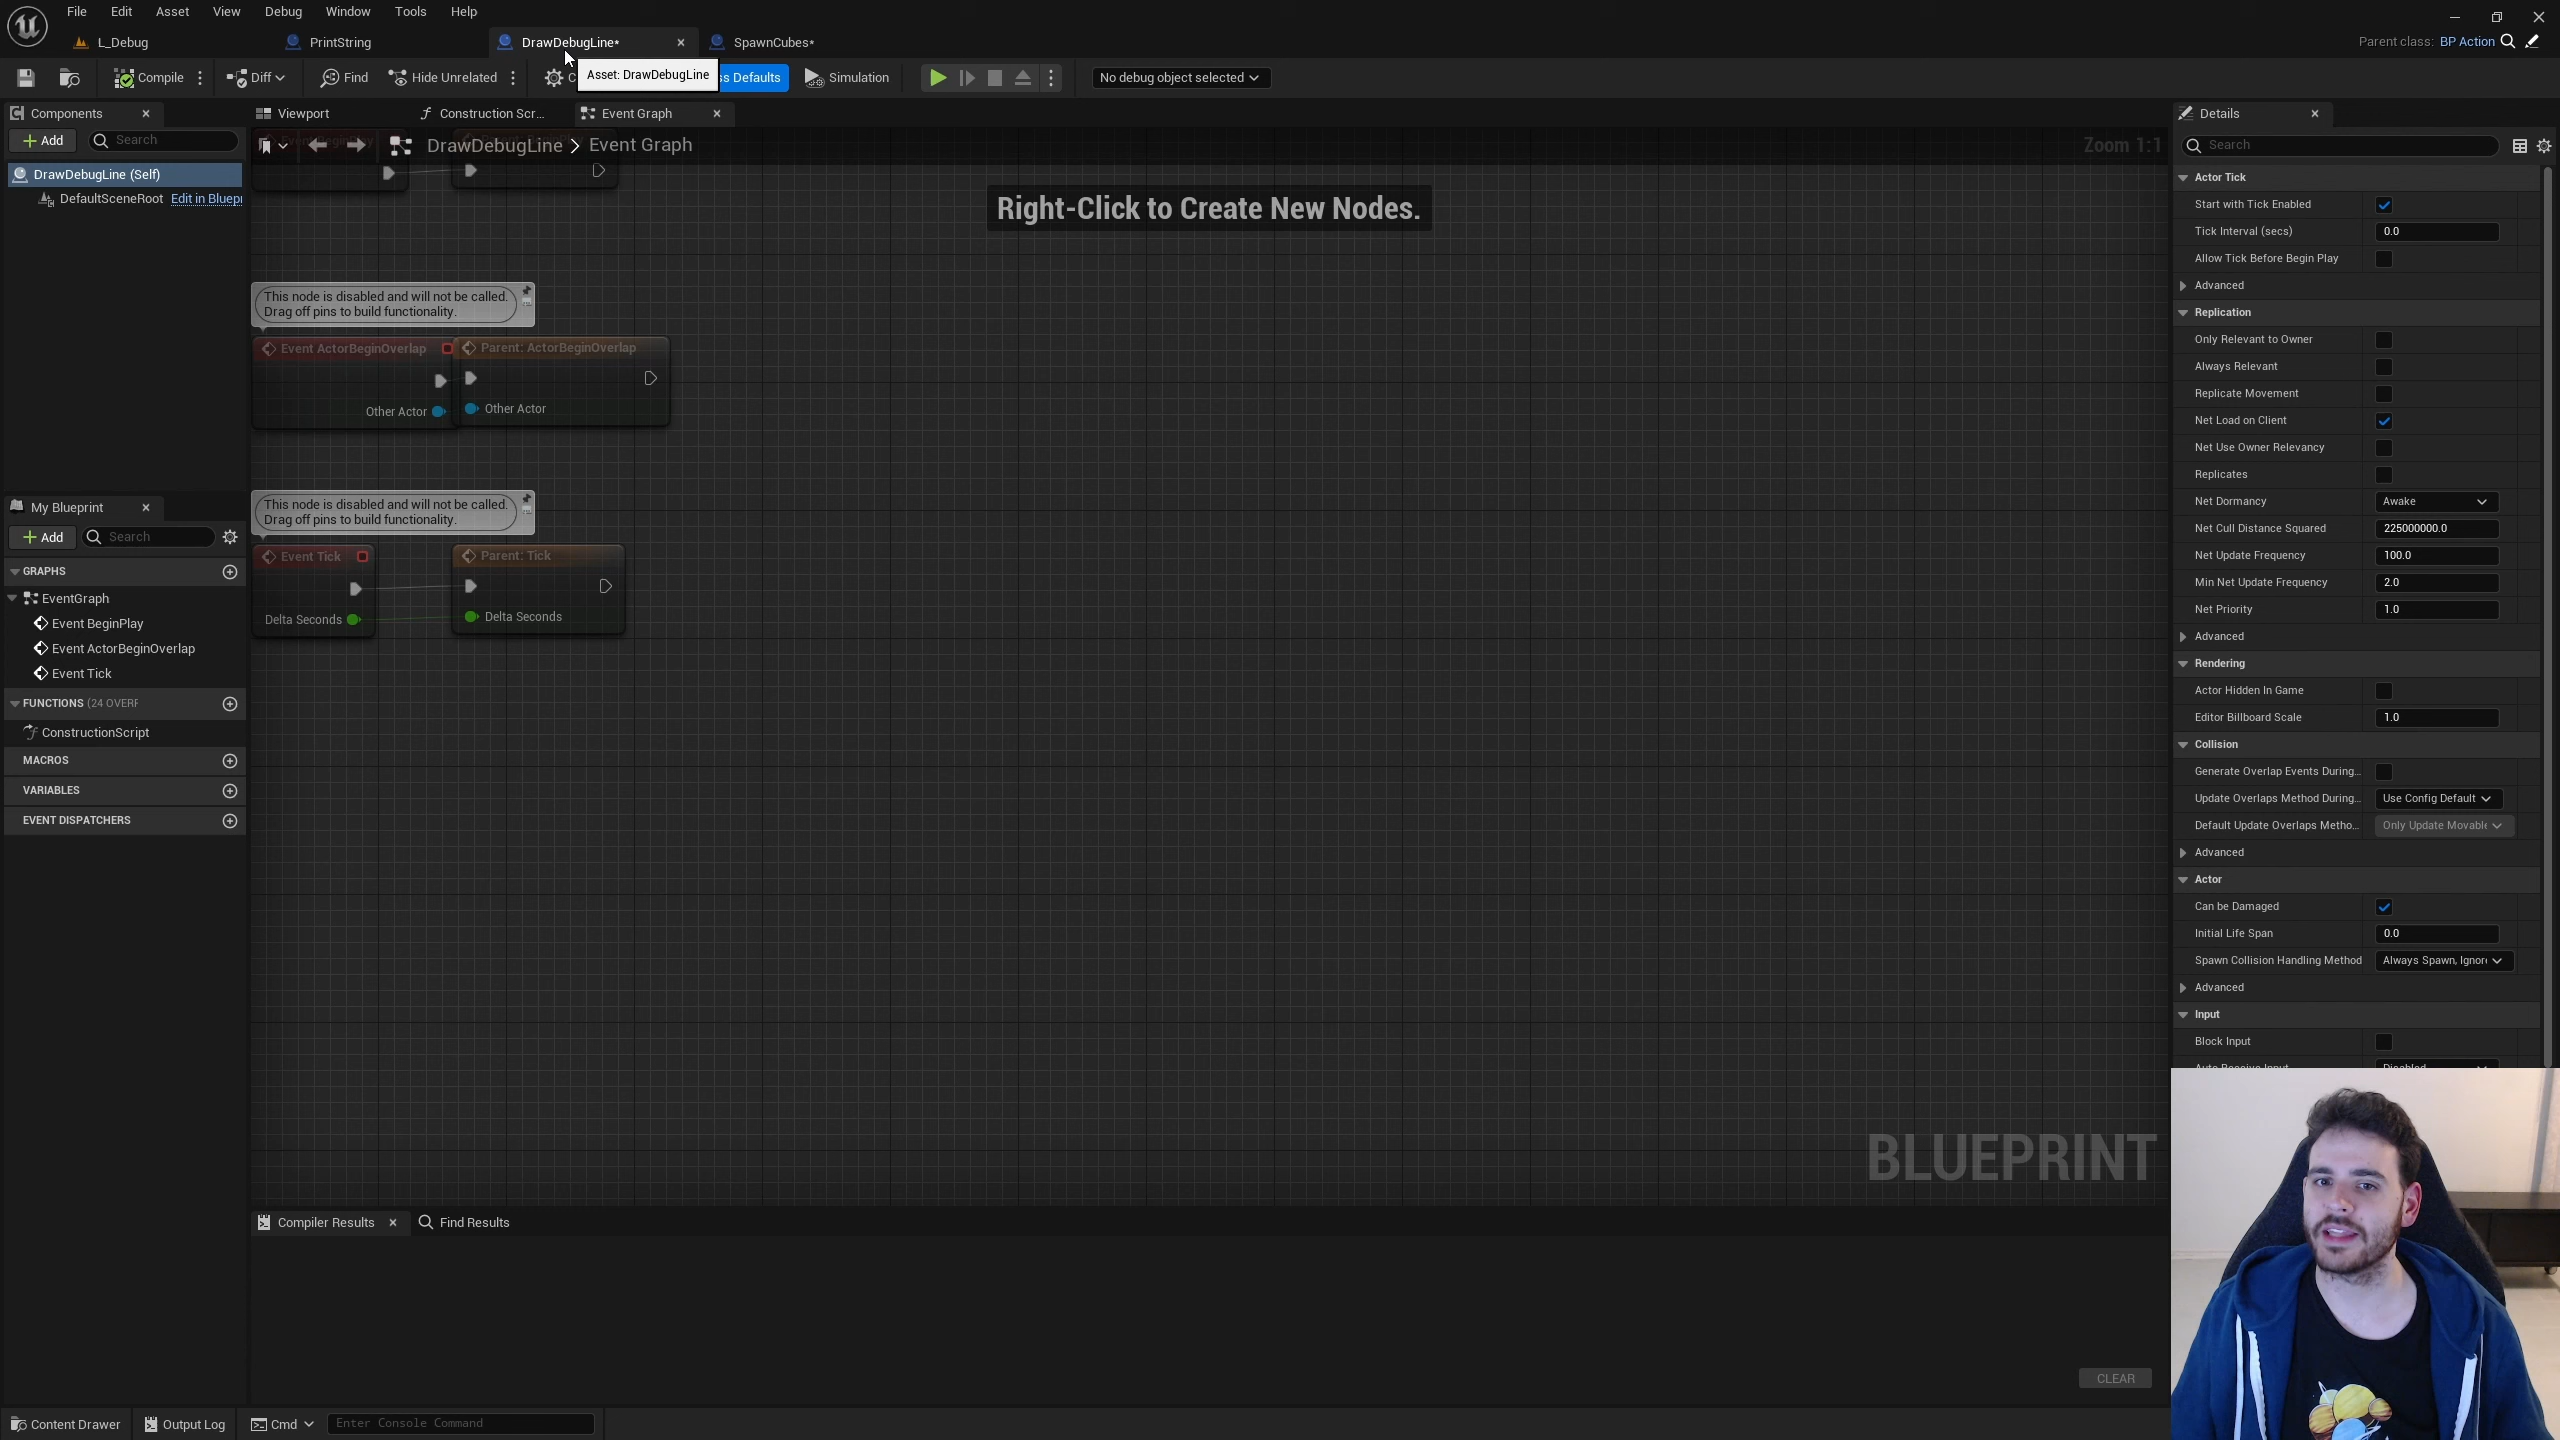 File Edit Asset View Debug Window Tools Help
L_Debug PrintString DrawDebugLine* SpawnCubes*
Parent class: BP Action
Compile Diff Find Hide Unrelated C ss Defaults Simulation No debug object selected
Asset: DrawDebugLine
Components
Add Search
DrawDebugLine (Self)
DefaultSceneRoot Edit in Bluepr
My Blueprint
Add Search
GRAPHS
EventGraph
Event BeginPlay
Event ActorBeginOverlap
Event Tick
FUNCTIONS (24 OVERR
ConstructionScript
MACROS
VARIABLES
EVENT DISPATCHERS
Viewport Construction Scr... Event Graph
DrawDebugLine > Event Graph
Zoom 1:1
Right-Click to Create New Nodes.
This node is disabled and will not be called.
Drag off pins to build functionality.
Event ActorBeginOverlap Parent: ActorBeginOverlap
Other Actor Other Actor
This node is disabled and will not be called.
Drag off pins to build functionality.
Event Tick Parent: Tick
Delta Seconds Delta Seconds
BLUEPRINT
Compiler Results Find Results
CLEAR
Details
Search
Actor Tick
Start with Tick Enabled
Tick Interval (secs) 0.0
Allow Tick Before Begin Play
Advanced
Replication
Only Relevant to Owner
Always Relevant
Replicate Movement
Net Load on Client
Net Use Owner Relevancy
Replicates
Net Dormancy Awake
Net Cull Distance Squared 225000000.0
Net Update Frequency 100.0
Min Net Update Frequency 2.0
Net Priority 1.0
Advanced
Rendering
Actor Hidden In Game
Editor Billboard Scale 1.0
Collision
Generate Overlap Events During...
Update Overlaps Method During... Use Config Default
Default Update Overlaps Metho... Only Update Movable
Advanced
Actor
Can be Damaged
Initial Life Span 0.0
Spawn Collision Handling Method Always Spawn, Ignore
Advanced
Input
Block Input
Content Drawer Output Log Cmd Enter Console Command